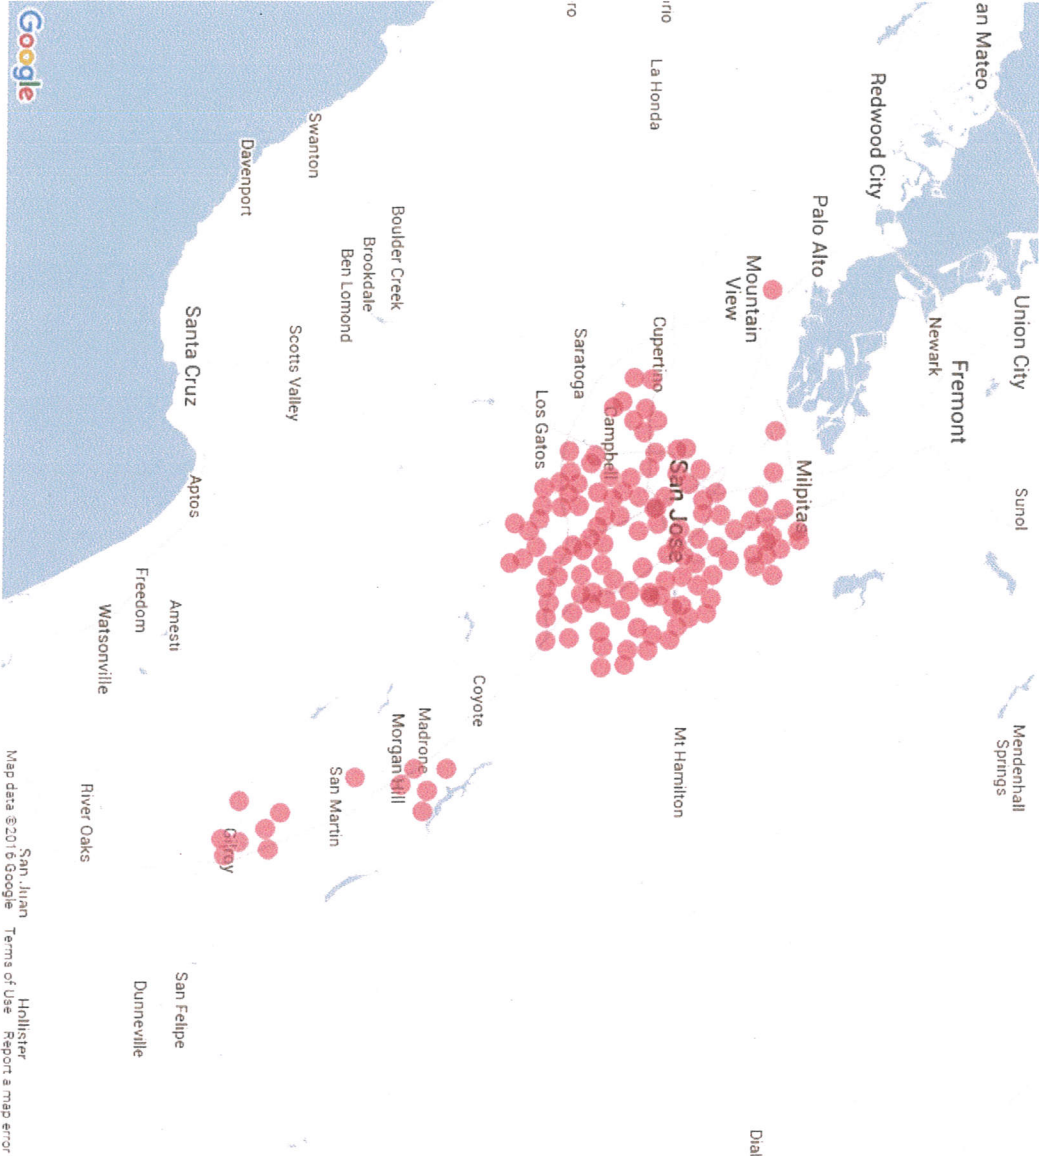 Union City
Sunol
Mendenhall
Springs
an Mateo
Fremont
Newark
Redwood City
Palo Alto
Milpitas
Mountain
View
Dial
San Jose
Mt Hamilton
rio
Cupertino
La Honda
Campbell
Saratoga
ro
Los Gatos
Coyote
Madrone
Boulder Creek
Morgan Hill
Brookdale
Ben Lomond
San Martin
Swanton
Scotts Valley
Davenport
Gilroy
Aptos
Santa Cruz
San Felipe
Amesti
Freedom
Dunneville
Watsonville
River Oaks
San Juan
Hollister
Google
Map data ©2016 Google Terms of Use Report a map error